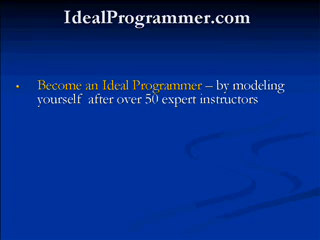 IdealProgrammer.com
• Become an Ideal Programmer – by modeling
yourself after over 50 expert instructors